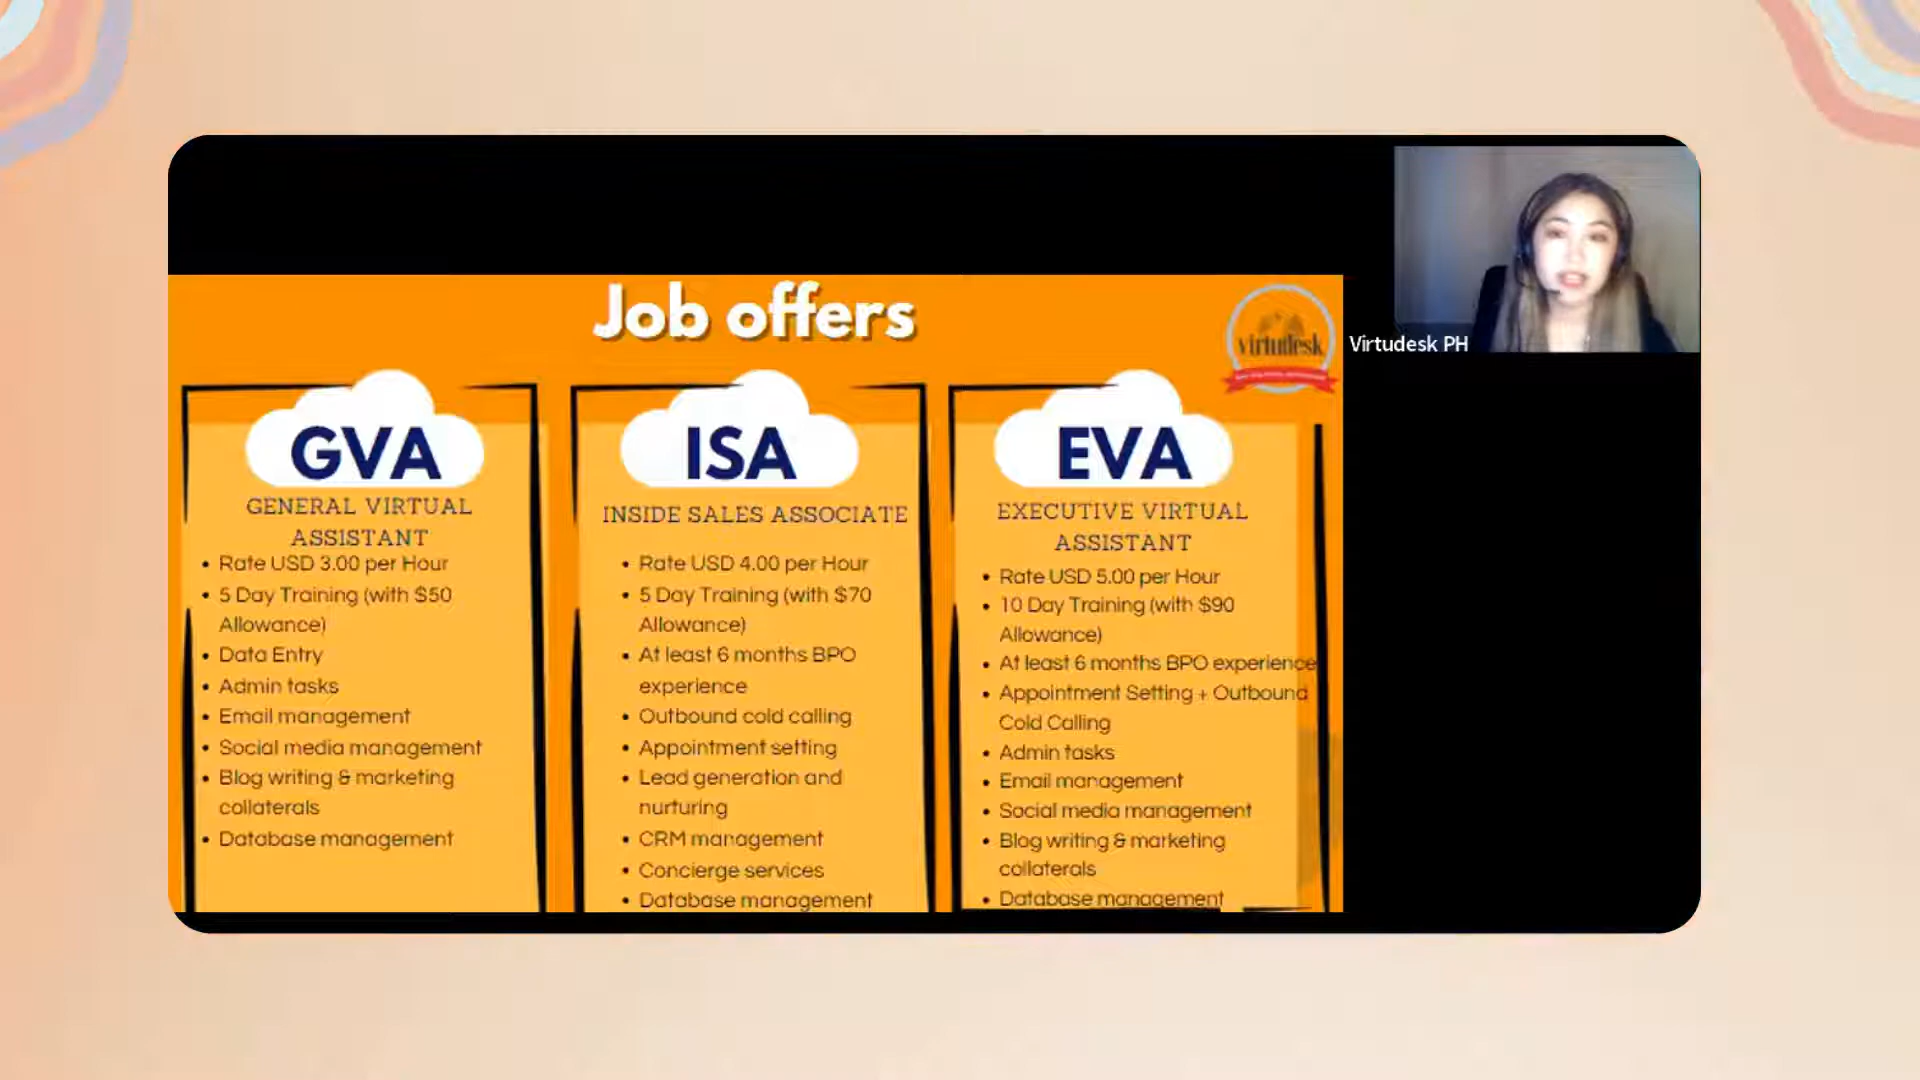 Job offers
virtudesk
Virtudesk PH
GVA
GENERAL VIRTUAL
ASSISTANT
• Rate USD 3.00 per Hour
• 5 Day Training (with $50
Allowance)
• Data Entry
• Admin tasks
• Email management
• Social media management
• Blog writing & marketing
collaterals
• Database management
ISA
INSIDE SALES ASSOCIATE
• Rate USD 4.00 per Hour
• 5 Day Training (with $70
Allowance)
• At least 6 months BPO
experience
• Outbound cold calling
• Appointment setting
• Lead generation and
nurturing
• CRM management
• Concierge services
• Database management
EVA
EXECUTIVE VIRTUAL
ASSISTANT
• Rate USD 5.00 per Hour
• 10 Day Training (with $90
Allowance)
• At least 6 months BPO experience
• Appointment Setting + Outbound
Cold Calling
• Admin tasks
• Email management
• Social media management
• Blog writing & marketing
collaterals
• Database management